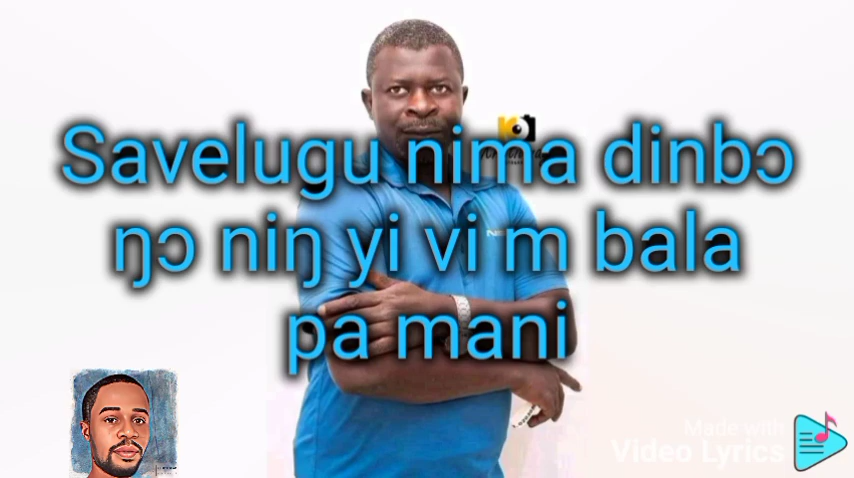 Savelugu nima dinbɔ
ŋɔ niŋ yi vi m bala
pa mani
Made with
Video Lyrics